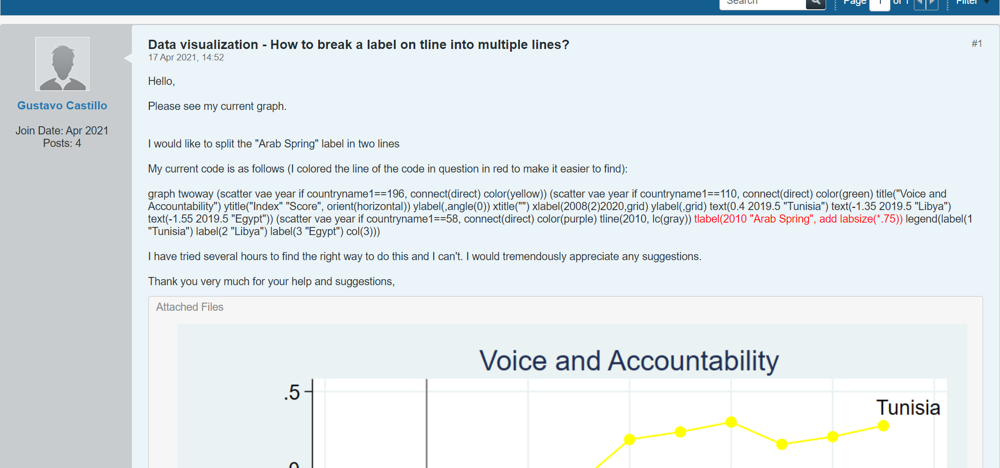 Search Page 1 of 1 Filter
Data visualization - How to break a label on tline into multiple lines?
#1
17 Apr 2021, 14:52
Gustavo Castillo
Join Date: Apr 2021
Posts: 4
Hello,
Please see my current graph.
I would like to split the "Arab Spring" label in two lines
My current code is as follows (I colored the line of the code in question in red to make it easier to find):
graph twoway (scatter vae year if countryname1==196, connect(direct) color(yellow)) (scatter vae year if countryname1==110, connect(direct) color(green) title("Voice and
Accountability") ytitle("Index" "Score", orient(horizontal)) ylabel(,angle(0)) xtitle("") xlabel(2008(2)2020,grid) ylabel(,grid) text(0.4 2019.5 "Tunisia") text(-1.35 2019.5 "Libya")
text(-1.55 2019.5 "Egypt")) (scatter vae year if countryname1==58, connect(direct) color(purple) tline(2010, lc(gray)) tlabel(2010 "Arab Spring", add labsize(*.75)) legend(label(1
"Tunisia") label(2 "Libya") label(3 "Egypt") col(3)))
I have tried several hours to find the right way to do this and I can't. I would tremendously appreciate any suggestions.
Thank you very much for your help and suggestions,
Attached Files
Voice and Accountability
.5
Tunisia
0